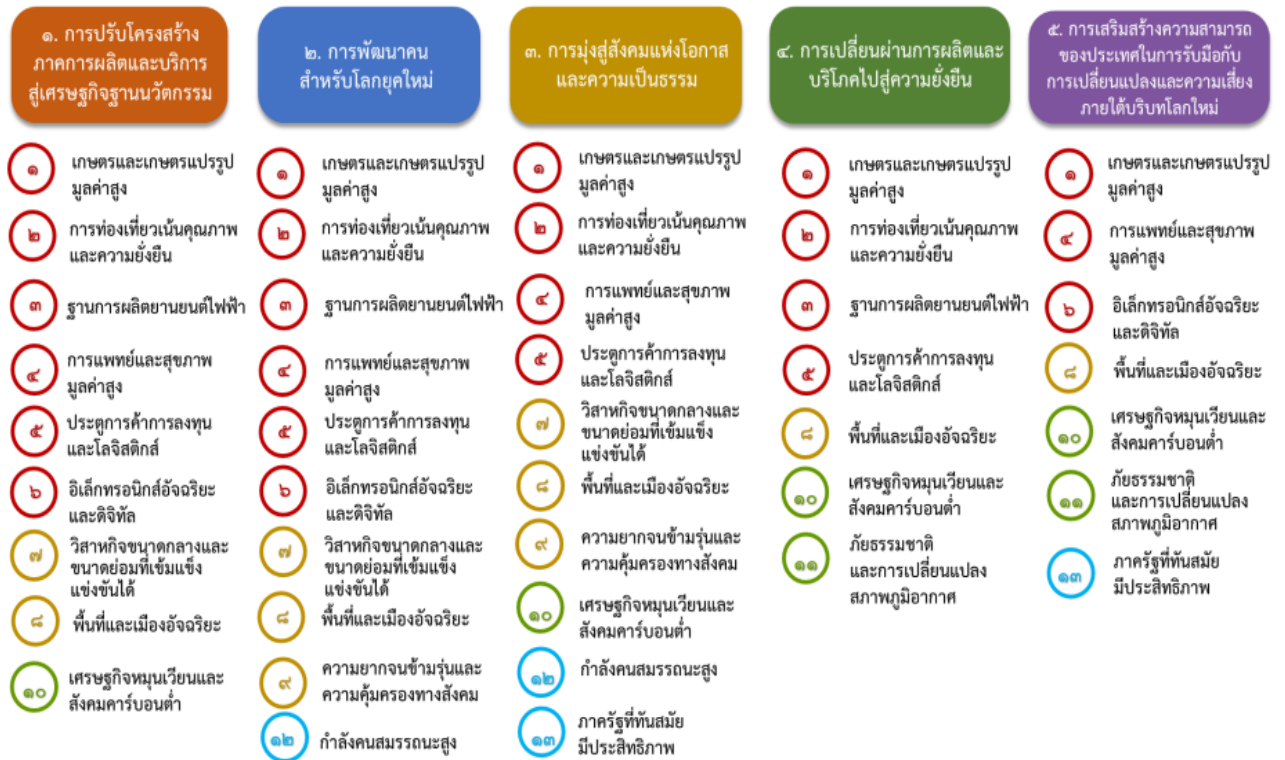 ๑. การปรับโครงสร้าง
ภาคการผลิตและบริการ
สู่เศรษฐกิจฐานนวัตกรรม
๑
เกษตรและเกษตรแปรรูป
มูลค่าสูง
๒
การท่องเที่ยวเน้นคุณภาพ
และความยั่งยืน
๓
ฐานการผลิตยานยนต์ไฟฟ้า
๔
การแพทย์และสุขภาพ
มูลค่าสูง
๕
ประตูการค้าการลงทุน
และโลจิสติกส์
๖
อิเล็กทรอนิกส์อัจฉริยะ
และดิจิทัล
๗
วิสาหกิจขนาดกลางและ
ขนาดย่อมที่เข้มแข็ง
แข่งขันได้
๘
พื้นที่และเมืองอัจฉริยะ
๑๐
เศรษฐกิจหมุนเวียนและ
สังคมคาร์บอนต่ำ
๒. การพัฒนาคน
สำหรับโลกยุคใหม่
๑
เกษตรและเกษตรแปรรูป
มูลค่าสูง
๒
การท่องเที่ยวเน้นคุณภาพ
และความยั่งยืน
๓
ฐานการผลิตยานยนต์ไฟฟ้า
๔
การแพทย์และสุขภาพ
มูลค่าสูง
๕
ประตูการค้าการลงทุน
และโลจิสติกส์
๖
อิเล็กทรอนิกส์อัจฉริยะ
และดิจิทัล
๗
วิสาหกิจขนาดกลางและ
ขนาดย่อมที่เข้มแข็ง
แข่งขันได้
๘
พื้นที่และเมืองอัจฉริยะ
๙
ความยากจนข้ามรุ่นและ
ความคุ้มครองทางสังคม
๑๒
กำลังคนสมรรถนะสูง
๓. การมุ่งสู่สังคมแห่งโอกาส
และความเป็นธรรม
๑
เกษตรและเกษตรแปรรูป
มูลค่าสูง
๒
การท่องเที่ยวเน้นคุณภาพ
และความยั่งยืน
๔
การแพทย์และสุขภาพ
มูลค่าสูง
๕
ประตูการค้าการลงทุน
และโลจิสติกส์
๗
วิสาหกิจขนาดกลางและ
ขนาดย่อมที่เข้มแข็ง
แข่งขันได้
๘
พื้นที่และเมืองอัจฉริยะ
๙
ความยากจนข้ามรุ่นและ
ความคุ้มครองทางสังคม
๑๐
เศรษฐกิจหมุนเวียนและ
สังคมคาร์บอนต่ำ
๑๒
กำลังคนสมรรถนะสูง
๑๓
ภาครัฐที่ทันสมัย
มีประสิทธิภาพ
๔. การเปลี่ยนผ่านการผลิตและ
บริโภคไปสู่ความยั่งยืน
๑
เกษตรและเกษตรแปรรูป
มูลค่าสูง
๒
การท่องเที่ยวเน้นคุณภาพ
และความยั่งยืน
๓
ฐานการผลิตยานยนต์ไฟฟ้า
๕
ประตูการค้าการลงทุน
และโลจิสติกส์
๘
พื้นที่และเมืองอัจฉริยะ
๑๐
เศรษฐกิจหมุนเวียนและ
สังคมคาร์บอนต่ำ
๑๑
ภัยธรรมชาติ
และการเปลี่ยนแปลง
สภาพภูมิอากาศ
๕. การเสริมสร้างความสามารถ
ของประเทศในการรับมือกับ
การเปลี่ยนแปลงและความเสี่ยง
ภายใต้บริบทโลกใหม่
๑
เกษตรและเกษตรแปรรูป
มูลค่าสูง
๔
การแพทย์และสุขภาพ
มูลค่าสูง
๖
อิเล็กทรอนิกส์อัจฉริยะ
และดิจิทัล
๘
พื้นที่และเมืองอัจฉริยะ
๑๐
เศรษฐกิจหมุนเวียนและ
สังคมคาร์บอนต่ำ
๑๑
ภัยธรรมชาติ
และการเปลี่ยนแปลง
สภาพภูมิอากาศ
๑๓
ภาครัฐที่ทันสมัย
มีประสิทธิภาพ